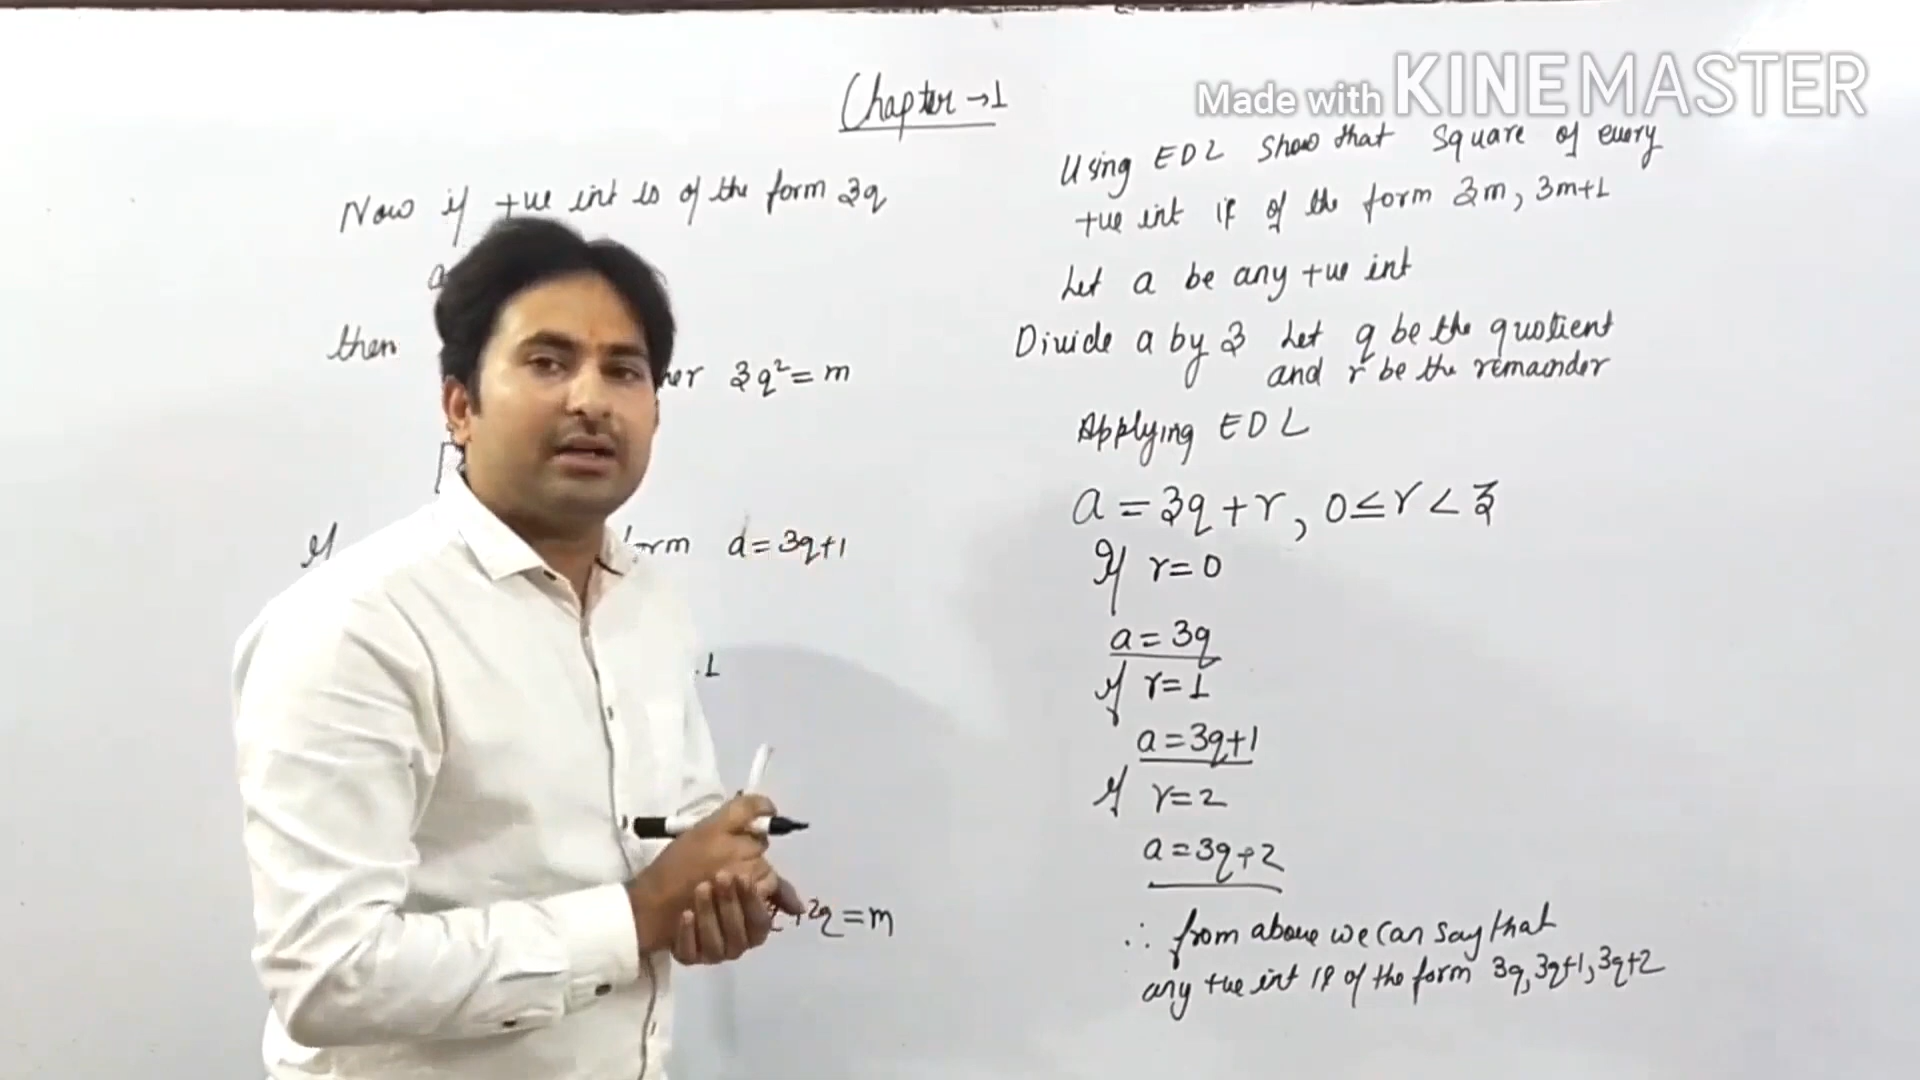 Made with KINEMASTER
Chapter → 1
Now if +ve int is of the form 3q
a
then
3q² = m
If
form a = 3q+1
.1
+2q = m
Using EDL Show that Square of every
+ve int is of the form 3m, 3m+1
Let a be any +ve int
Divide a by 3 Let q be the quotient
and r be the remainder
Applying EDL
a = 3q + r, 0 ≤ r < 3
If r = 0
a = 3q
If r = 1
a = 3q+1
If r = 2
a = 3q+2
∴ from above we can say that
any +ve int is of the form 3q, 3q+1, 3q+2